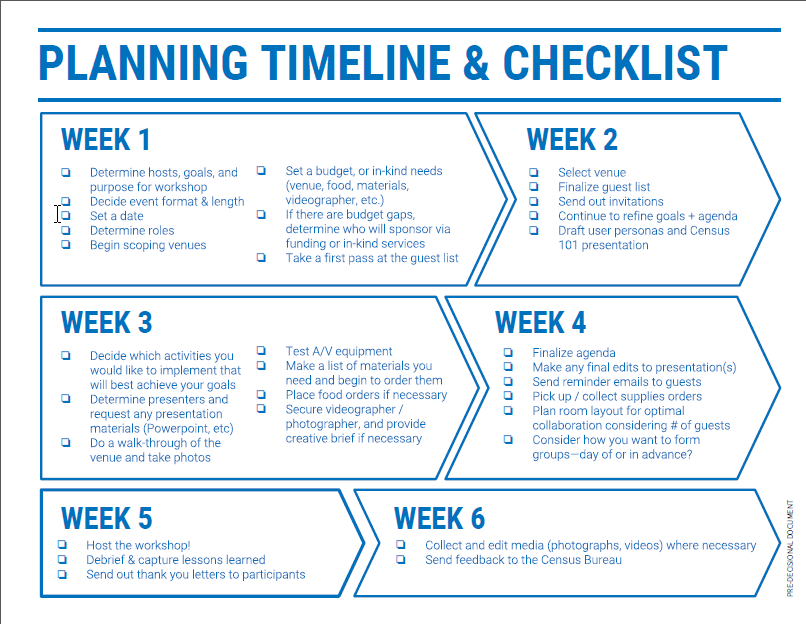 PLANNING TIMELINE & CHECKLIST
WEEK 1
Determine hosts, goals, and
purpose for workshop
Decide event format & length
Set a date
Determine roles
Begin scoping venues
Set a budget, or in-kind needs
(venue, food, materials,
videographer, etc.)
If there are budget gaps,
determine who will sponsor via
funding or in-kind services
Take a first pass at the guest list
WEEK 2
Select venue
Finalize guest list
Send out invitations
Continue to refine goals + agenda
Draft user personas and Census
101 presentation
WEEK 3
Decide which activities you
would like to implement that
will best achieve your goals
Determine presenters and
request any presentation
materials (Powerpoint, etc)
Do a walk-through of the
venue and take photos
Test A/V equipment
Make a list of materials you
need and begin to order them
Place food orders if necessary
Secure videographer /
photographer, and provide
creative brief if necessary
WEEK 4
Finalize agenda
Make any final edits to presentation(s)
Send reminder emails to guests
Pick up / collect supplies orders
Plan room layout for optimal
collaboration considering # of guests
Consider how you want to form
groups—day of or in advance?
WEEK 5
Host the workshop!
Debrief & capture lessons learned
Send out thank you letters to participants
WEEK 6
Collect and edit media (photographs, videos) where necessary
Send feedback to the Census Bureau
PRE-DECISIONAL DOCUMENT